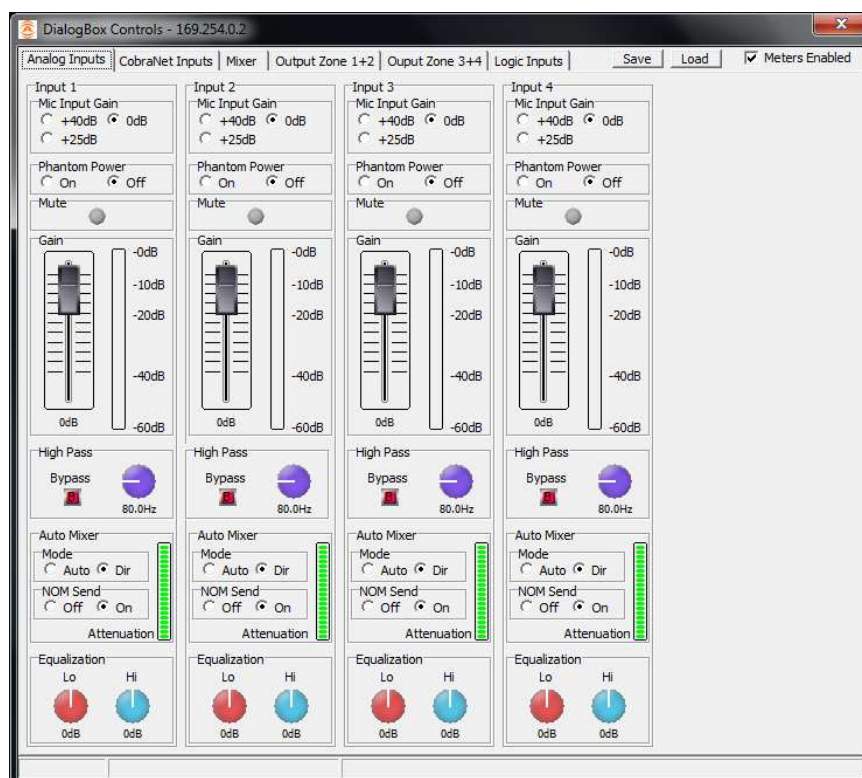 DialogBox Controls - 169.254.0.2
Analog Inputs CobraNet Inputs Mixer Output Zone 1+2 Ouput Zone 3+4 Logic Inputs Save Load Meters Enabled
Input 1 Input 2 Input 3 Input 4
Mic Input Gain Mic Input Gain Mic Input Gain Mic Input Gain
+40dB 0dB +40dB 0dB +40dB 0dB +40dB 0dB
+25dB +25dB +25dB +25dB
Phantom Power Phantom Power Phantom Power Phantom Power
On Off On Off On Off On Off
Mute Mute Mute Mute
Gain Gain Gain Gain
-0dB -0dB -0dB -0dB
-10dB -10dB -10dB -10dB
-20dB -20dB -20dB -20dB
-40dB -40dB -40dB -40dB
0dB 0dB 0dB 0dB
-60dB -60dB -60dB -60dB
High Pass High Pass High Pass High Pass
Bypass Bypass Bypass Bypass
B B B B
80.0Hz 80.0Hz 80.0Hz 80.0Hz
Auto Mixer Auto Mixer Auto Mixer Auto Mixer
Mode Mode Mode Mode
Auto Dir Auto Dir Auto Dir Auto Dir
NOM Send NOM Send NOM Send NOM Send
Off On Off On Off On Off On
Attenuation Attenuation Attenuation Attenuation
Equalization Equalization Equalization Equalization
Lo Hi Lo Hi Lo Hi Lo Hi
0dB 0dB 0dB 0dB 0dB 0dB 0dB 0dB